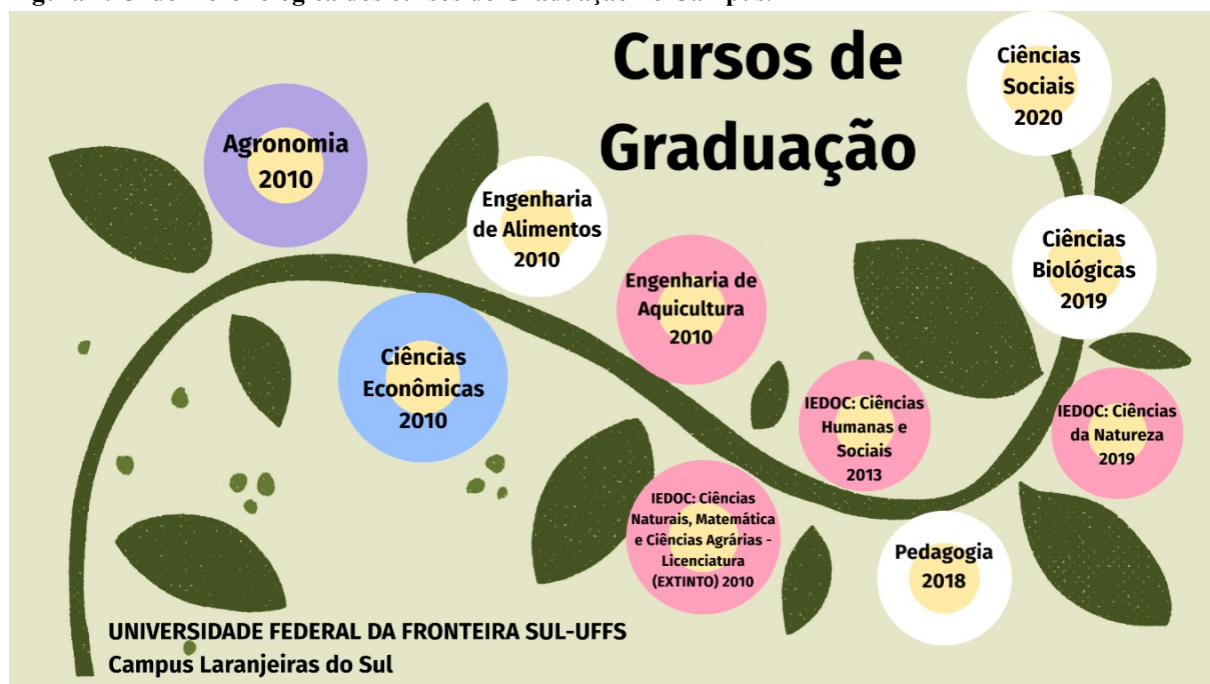 Cursos de
Graduação
Agronomia
2010
Ciências
Econômicas
2010
Engenharia
de Alimentos
2010
Engenharia de
Aquicultura
2010
IEDOC: Ciências
Naturais, Matemática
e Ciências Agrárias -
Licenciatura
(EXTINTO) 2010
IEDOC: Ciências
Humanas e
Sociais
2013
Pedagogia
2018
IEDOC: Ciências
da Natureza
2019
Ciências
Biológicas
2019
Ciências
Sociais
2020
UNIVERSIDADE FEDERAL DA FRONTEIRA SUL-UFFS
Campus Laranjeiras do Sul